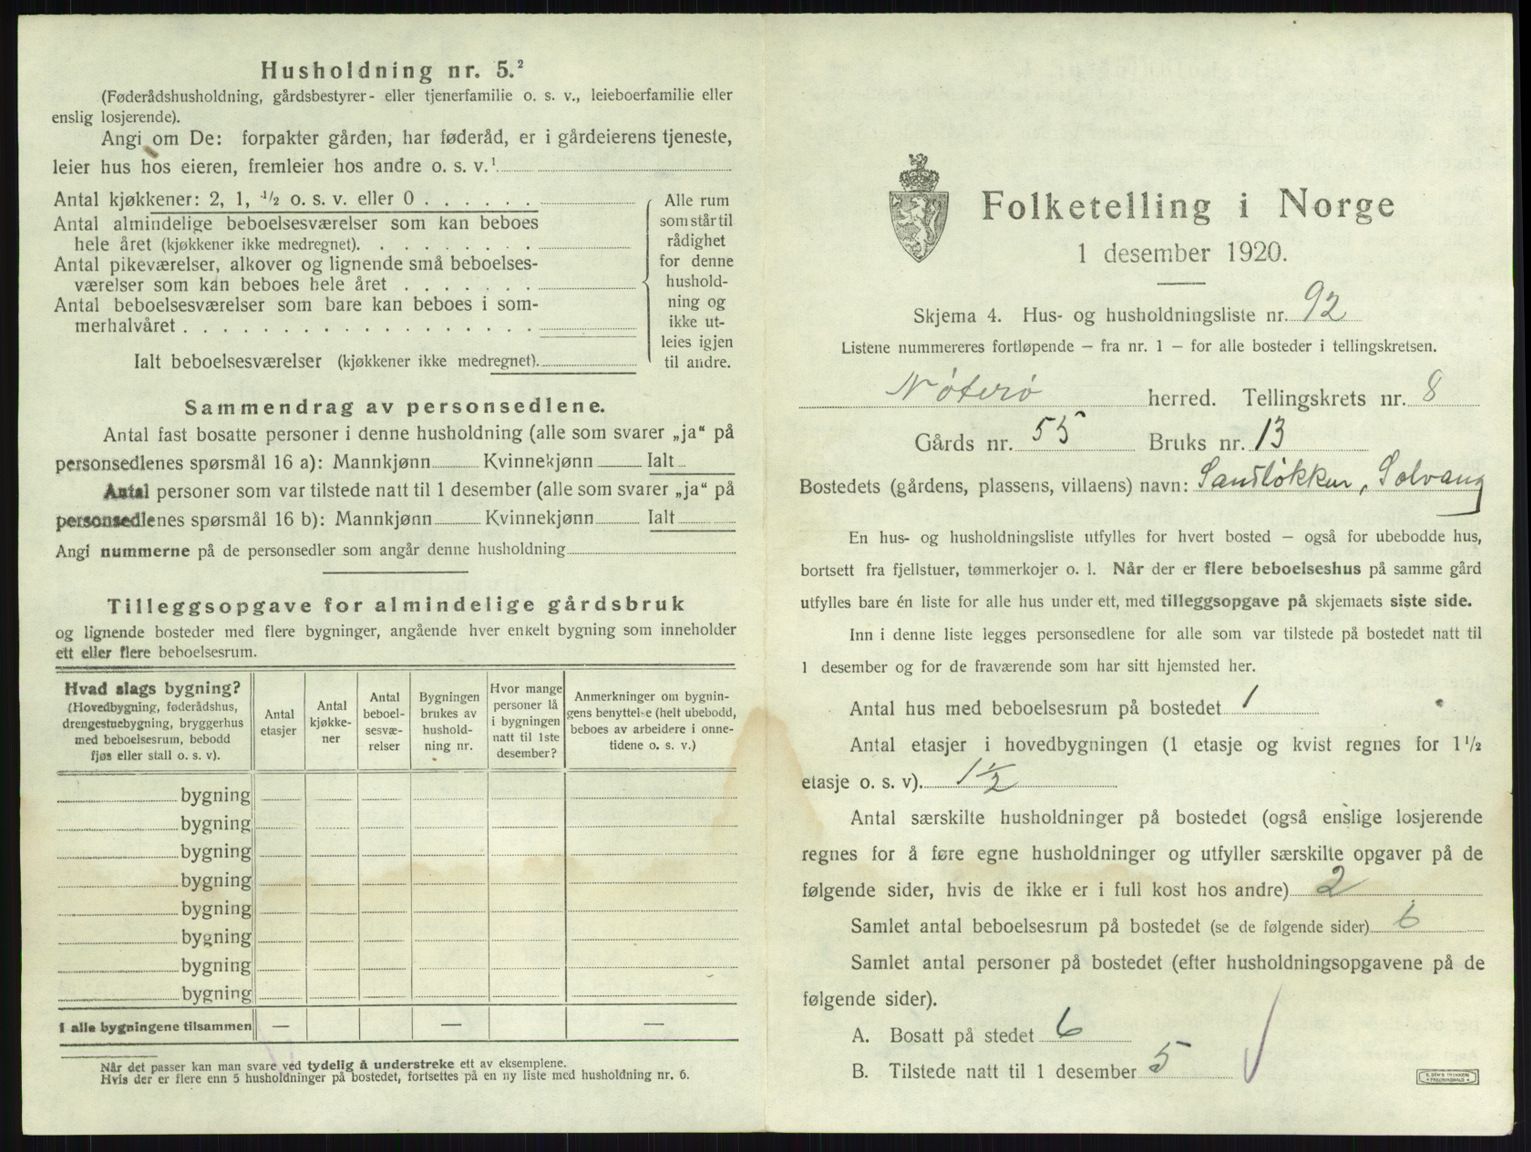 Husholdning nr. 5.²
(Føderådshusholdning, gårdsbestyrer- eller tjenerfamilie o. s. v., leieboerfamilie eller
enslig losjerende).
Angi om De: forpakter gården, har føderåd, er i gårdeierens tjeneste,
leier hus hos eieren, fremleier hos andre o. s. v.¹
Antal kjøkkener: 2, 1, ½ o. s. v. eller 0 . . . . . .
Antal almindelige beboelsesværelser som kan beboes
hele året (kjøkkener ikke medregnet). . . . . . . . .
Antal pikeværelser, alkover og lignende små beboelses-
værelser som kan beboes hele året . . . . . . .
Antal beboelsesværelser som bare kan beboes i som-
merhalvåret . . . . . . . . . . . . . . . . . .
Ialt beboelsesværelser (kjøkkener ikke medregnet).
Alle rum
som står til
rådighet
for denne
hushold-
ning og
ikke ut-
leies igjen
til andre.
Sammendrag av personsedlene.
Antal fast bosatte personer i denne husholdning (alle som svarer „ja“ på
personsedlenes spørsmål 16 a): Mannkjønn Kvinnekjønn Ialt
Antal personer som var tilstede natt til 1 desember (alle som svarer „ja“ på
personsedlenes spørsmål 16 b): Mannkjønn Kvinnekjønn Ialt
Angi nummerne på de personsedler som angår denne husholdning
Tilleggsopgave for almindelige gårdsbruk
og lignende bosteder med flere bygninger, angående hver enkelt bygning som inneholder
ett eller flere beboelsesrum.
Hvad slags bygning?
(Hovedbygning, føderådshus,
drengestuebygning, bryggerhus
med beboelsesrum, bebodd
fjøs eller stall o. s. v).
Antal
etasjer
Antal
kjøkke-
ner
Antal
beboel-
sesvæ-
relser
Bygningen
brukes av
hushold-
ning nr.
Hvor mange
personer lå
i bygningen
natt til 1ste
desember?
Anmerkninger om bygnin-
gens benyttelse (helt ubebodd,
beboes av arbeidere i onne-
tidene o. s. v.)
bygning
bygning
bygning
bygning
bygning
bygning
bygning
bygning
I alle bygningene tilsammen — — —
Når det passer kan man svare ved tydelig å understreke ett av eksemplene.
Hvis der er flere enn 5 husholdninger på bostedet, fortsettes på en ny liste med husholdning nr. 6.
Folketelling i Norge
1 desember 1920.
Skjema 4. Hus- og husholdningsliste nr. 92
Listene nummereres fortløpende — fra nr. 1 — for alle bosteder i tellingskretsen.
Nøterø herred. Tellingskrets nr. 8
Gårds nr. 55 Bruks nr. 13
Bostedets (gårdens, plassens, villaens) navn: Sandløkken, Solvang
En hus- og husholdningsliste utfylles for hvert bosted — også for ubebodde hus,
bortsett fra fjellstuer, tømmerkojer o. l. Når der er flere beboelseshus på samme gård
utfylles bare én liste for alle hus under ett, med tilleggsopgave på skjemaets siste side.
Inn i denne liste legges personsedlene for alle som var tilstede på bostedet natt til
1 desember og for de fraværende som har sitt hjemsted her.
Antal hus med beboelsesrum på bostedet 1
Antal etasjer i hovedbygningen (1 etasje og kvist regnes for 1½
etasje o. s. v). 1½
Antal særskilte husholdninger på bostedet (også enslige losjerende
regnes for å føre egne husholdninger og utfyller særskilte opgaver på de
følgende sider, hvis de ikke er i full kost hos andre) 2
Samlet antal beboelsesrum på bostedet (se de følgende sider) 6
Samlet antal personer på bostedet (efter husholdningsopgavene på de
følgende sider).
A. Bosatt på stedet 6
B. Tilstede natt til 1 desember 5